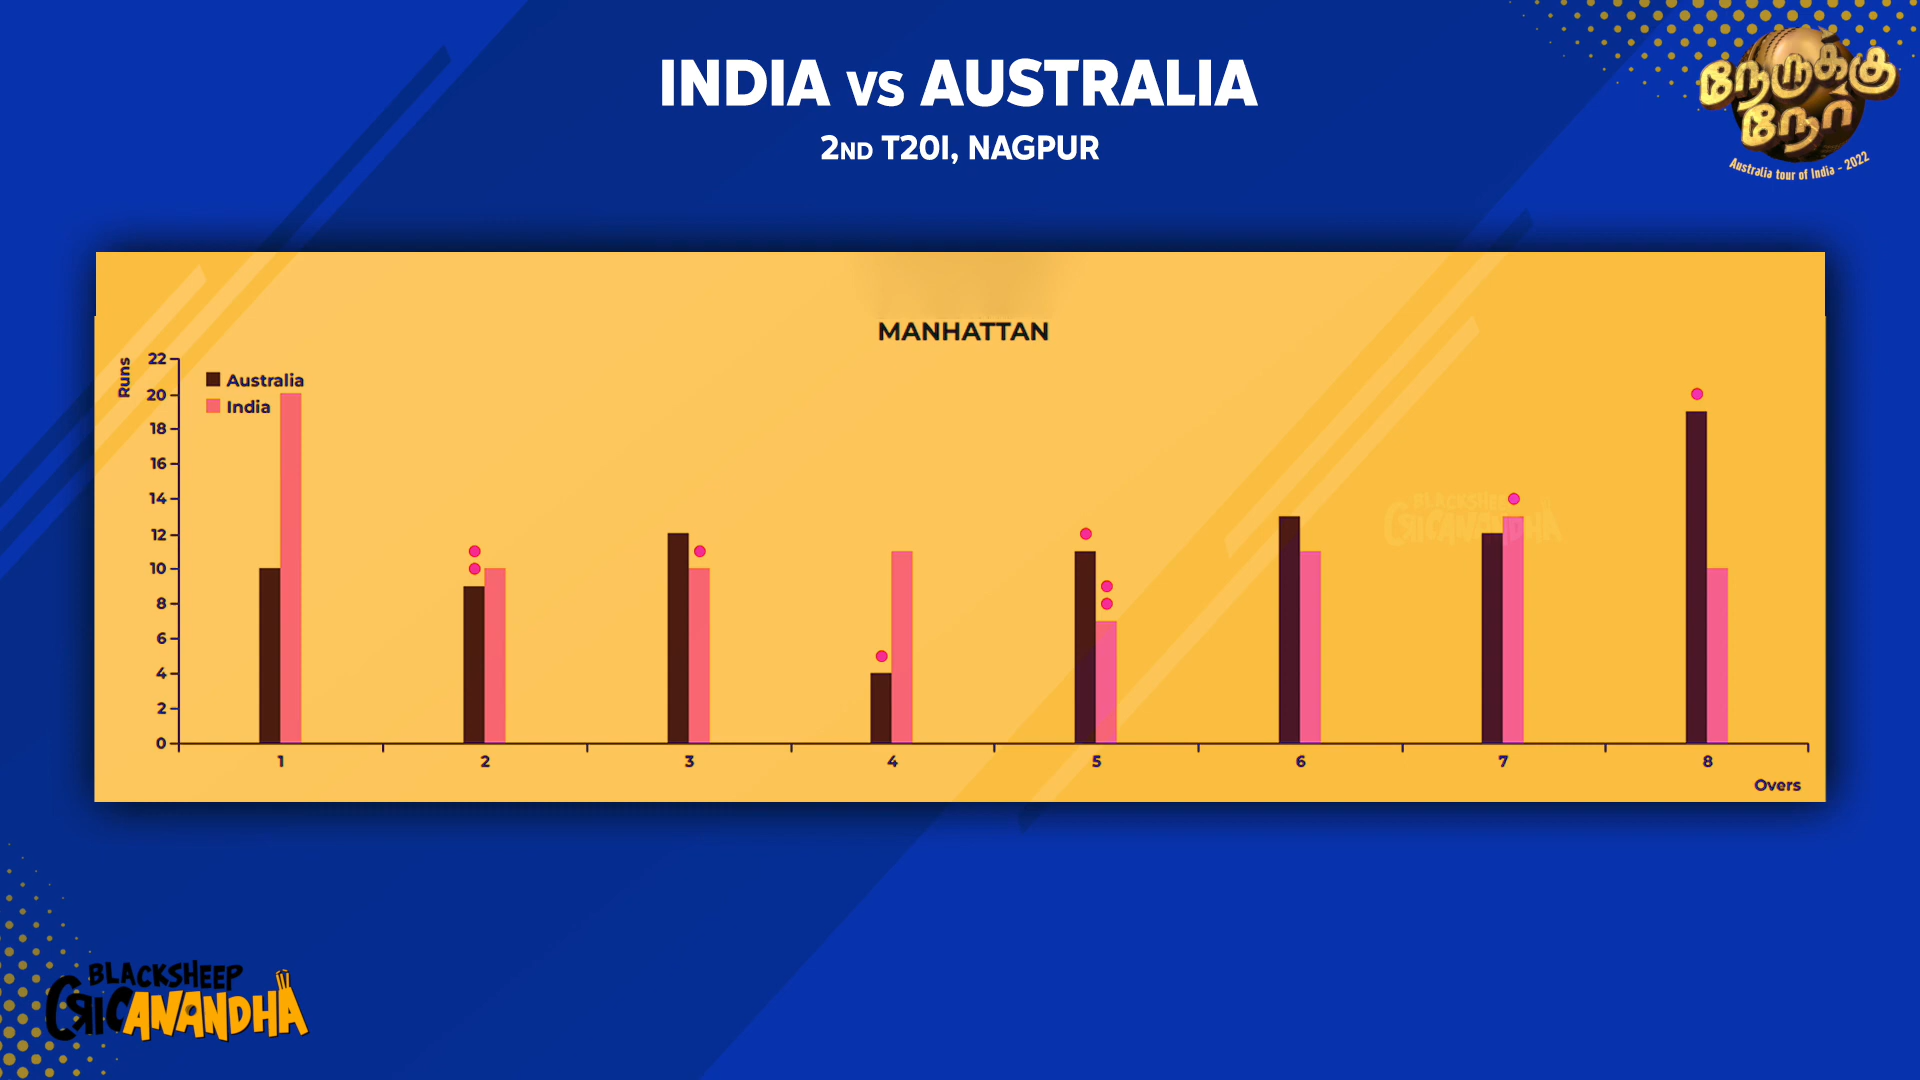 INDIA VS AUSTRALIA
2ND T20I, NAGPUR
நேருக்கு
நேர்
Australia tour of India - 2022
MANHATTAN
Runs
22
20
18
16
14
12
10
8
6
4
2
0
Australia
India
BLACKSHEEP
CRICANANDHA
1 2 3 4 5 6 7 8
Overs
BLACKSHEEP
CRICANANDHA